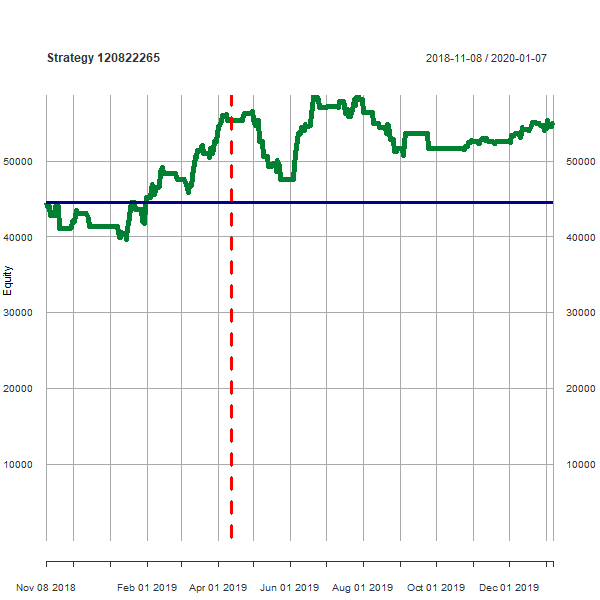 Strategy 120822265 2018-11-08 / 2020-01-07
50000 50000
40000 40000
Equity
30000 30000
20000 20000
10000 10000
Nov 08 2018 Feb 01 2019 Apr 01 2019 Jun 01 2019 Aug 01 2019 Oct 01 2019 Dec 01 2019